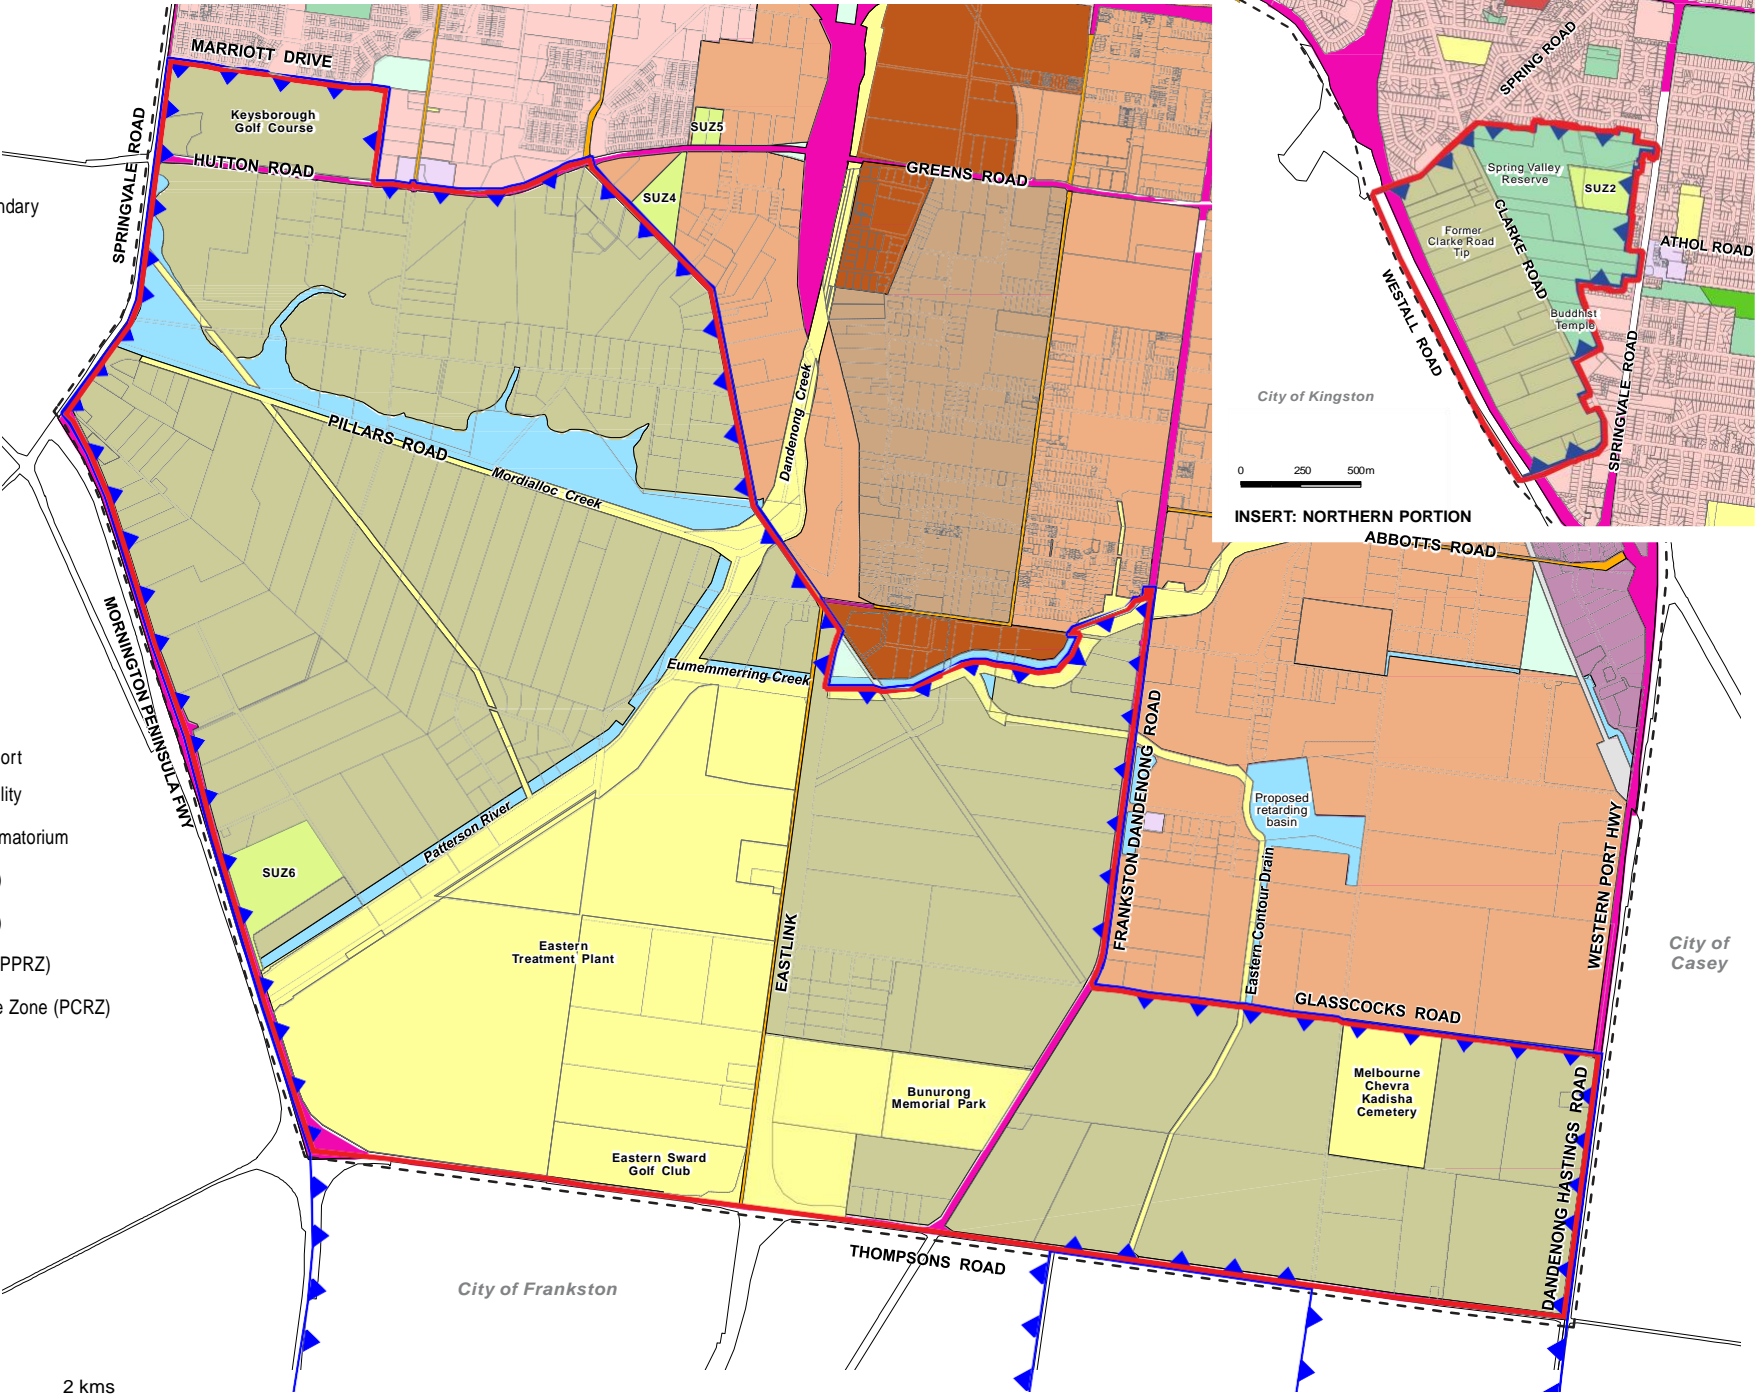 MARRIOTT DRIVE
Keysborough
Golf Course
HUTTON ROAD
SPRINGVALE ROAD
ndary
SUZ5
SUZ4
GREENS ROAD
SPRING ROAD
Spring Valley
Reserve
SUZ2
CLARKE ROAD
Former
Clarke Road
Tip
ATHOL ROAD
WESTALL ROAD
Buddhist
Temple
SPRINGVALE ROAD
City of Kingston
0 250 500m
INSERT: NORTHERN PORTION
ABBOTTS ROAD
PILLARS ROAD
Mordialloc Creek
Dandenong Creek
MORNINGTON PENINSULA FWY
Eumemmerring Creek
FRANKSTON DANDENONG ROAD
ort
lity
matorium
)
)
PPRZ)
e Zone (PCRZ)
Proposed
retarding
basin
Patterson River
SUZ6
Eastern
Treatment Plant
EASTLINK
Eastern Contour Drain
WESTERN PORT HWY
City of
Casey
GLASSCOCKS ROAD
Bunurong
Memorial Park
Melbourne
Chevra
Kadisha
Cemetery
Eastern Sward
Golf Club
DANDENONG HASTINGS ROAD
THOMPSONS ROAD
City of Frankston
2 kms